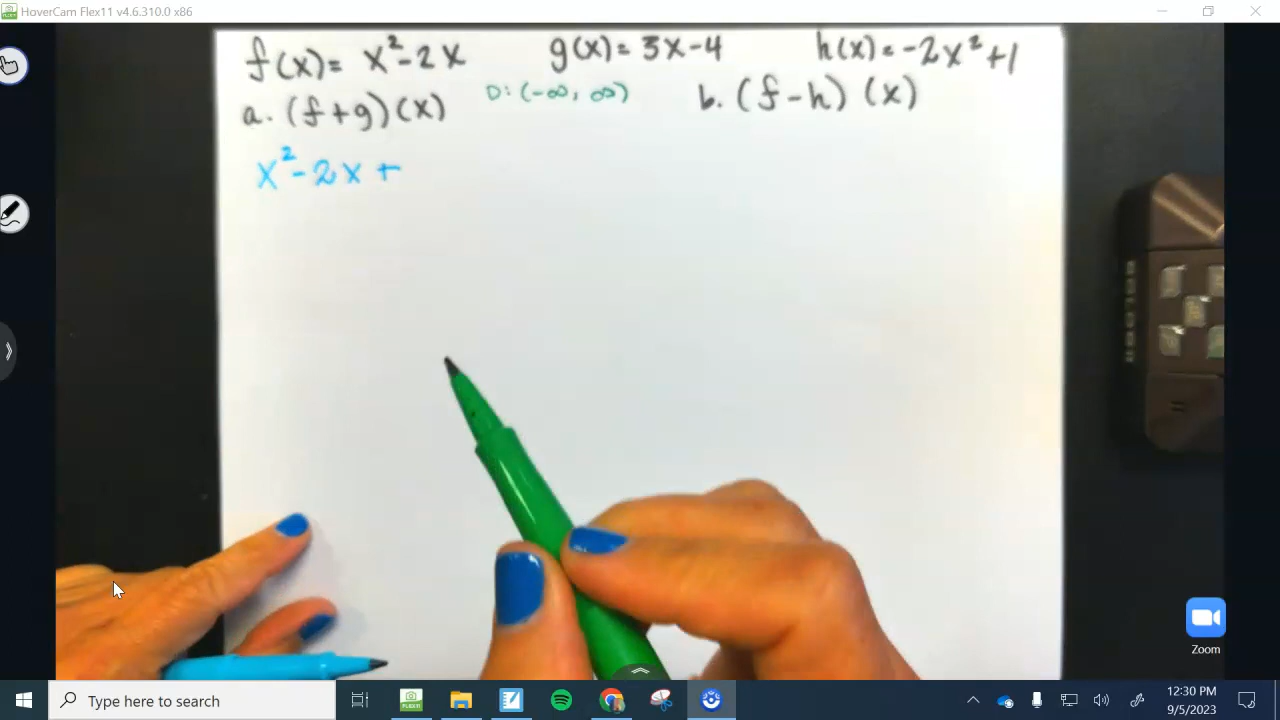 HoverCam Flex11 v4.6.310.0 x86
f(x)= x²-2x g(x)= 3x-4 h(x)= -2x²+1
a. (f+g)(x) D: (-∞, ∞) b. (f-h) (x)
x²-2x +
Zoom
Type here to search
FLEX11
12:30 PM
9/5/2023